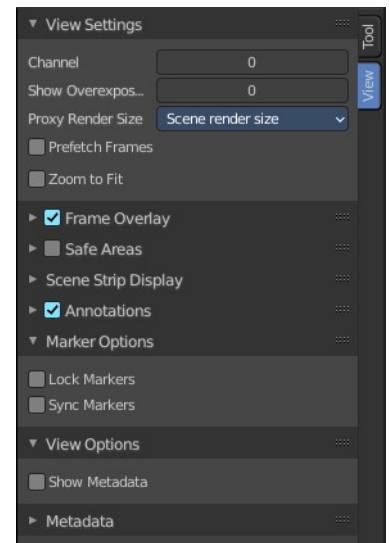 View Settings
Tool
Channel 0
Show Overexpos... 0
View
Proxy Render Size Scene render size
Prefetch Frames
Zoom to Fit
Frame Overlay
Safe Areas
Scene Strip Display
Annotations
Marker Options
Lock Markers
Sync Markers
View Options
Show Metadata
Metadata